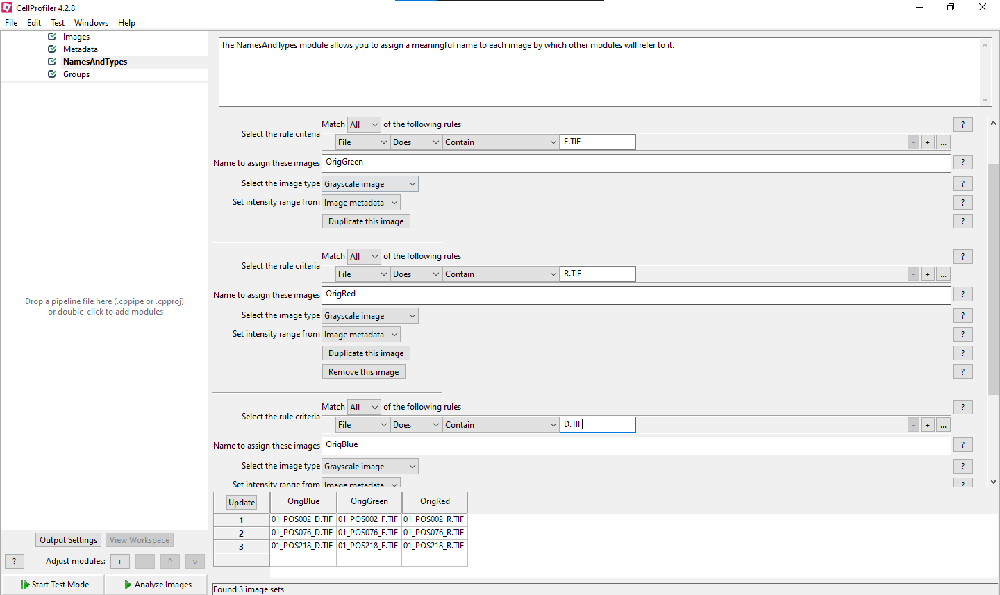 CellProfiler 4.2.8
File Edit Test Windows Help
Images
Metadata
NamesAndTypes
Groups
Drop a pipeline file here (.cppipe or .cpproj)
or double-click to add modules
Output Settings View Workspace
? Adjust modules: + - ^ v
Start Test Mode Analyze Images
The NamesAndTypes module allows you to assign a meaningful name to each image by which other modules will refer to it.
Match All of the following rules ?
Select the rule criteria
File Does Contain F.TIF - + ...
Name to assign these images OrigGreen ?
Select the image type Grayscale image ?
Set intensity range from Image metadata ?
Duplicate this image ?
Match All of the following rules ?
Select the rule criteria
File Does Contain R.TIF - + ...
Name to assign these images OrigRed ?
Select the image type Grayscale image ?
Set intensity range from Image metadata ?
Duplicate this image ?
Remove this image ?
Match All of the following rules ?
Select the rule criteria
File Does Contain D.TIF - + ...
Name to assign these images OrigBlue ?
Select the image type Grayscale image ?
Set intensity range from Image metadata ?
Update OrigBlue OrigGreen OrigRed
1 01_POS002_D.TIF 01_POS002_F.TIF 01_POS002_R.TIF
2 01_POS076_D.TIF 01_POS076_F.TIF 01_POS076_R.TIF
3 01_POS218_D.TIF 01_POS218_F.TIF 01_POS218_R.TIF
Found 3 image sets